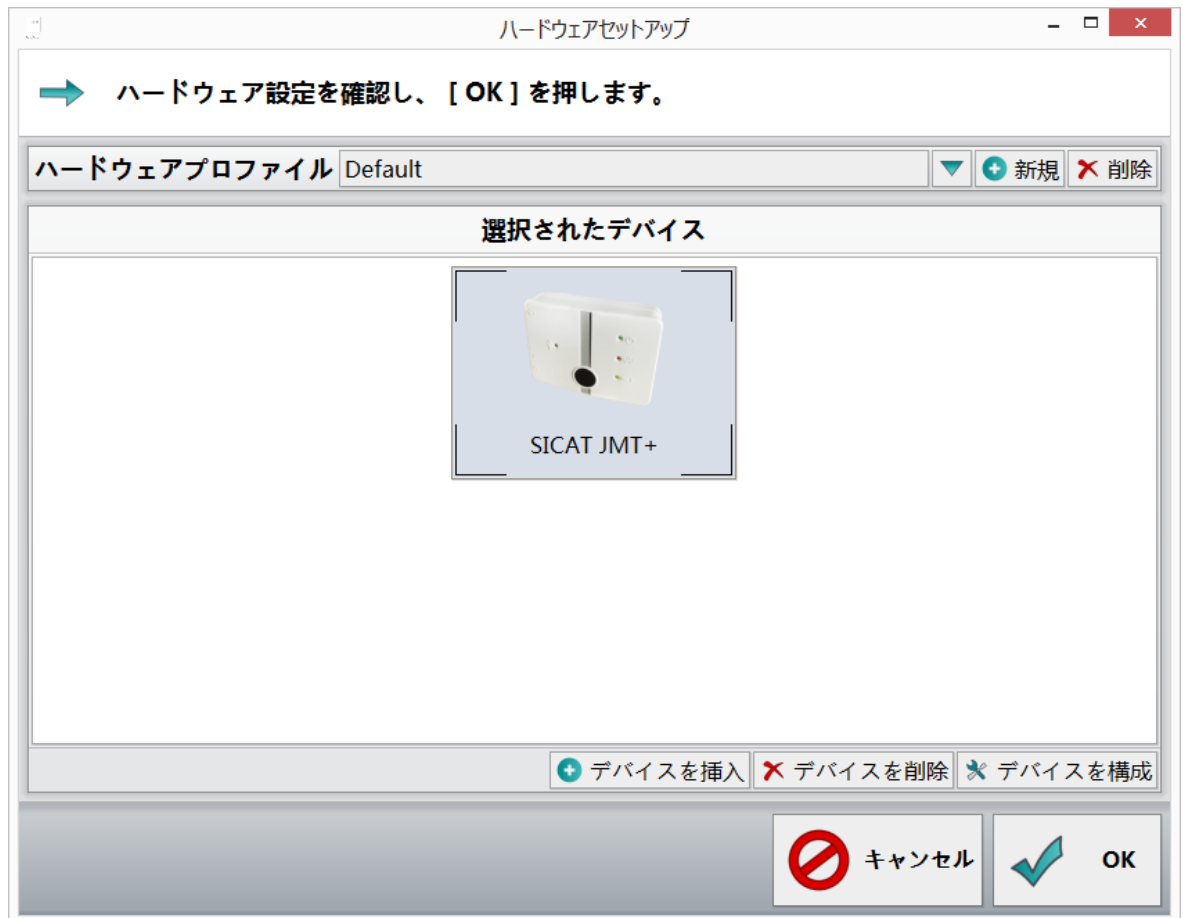 ハードウェアセットアップ
ハードウェア設定を確認し、 [ OK ] を押します。
ハードウェアプロファイル Default 新規 削除
選択されたデバイス
SICAT JMT+
デバイスを挿入 デバイスを削除 デバイスを構成
キャンセル OK